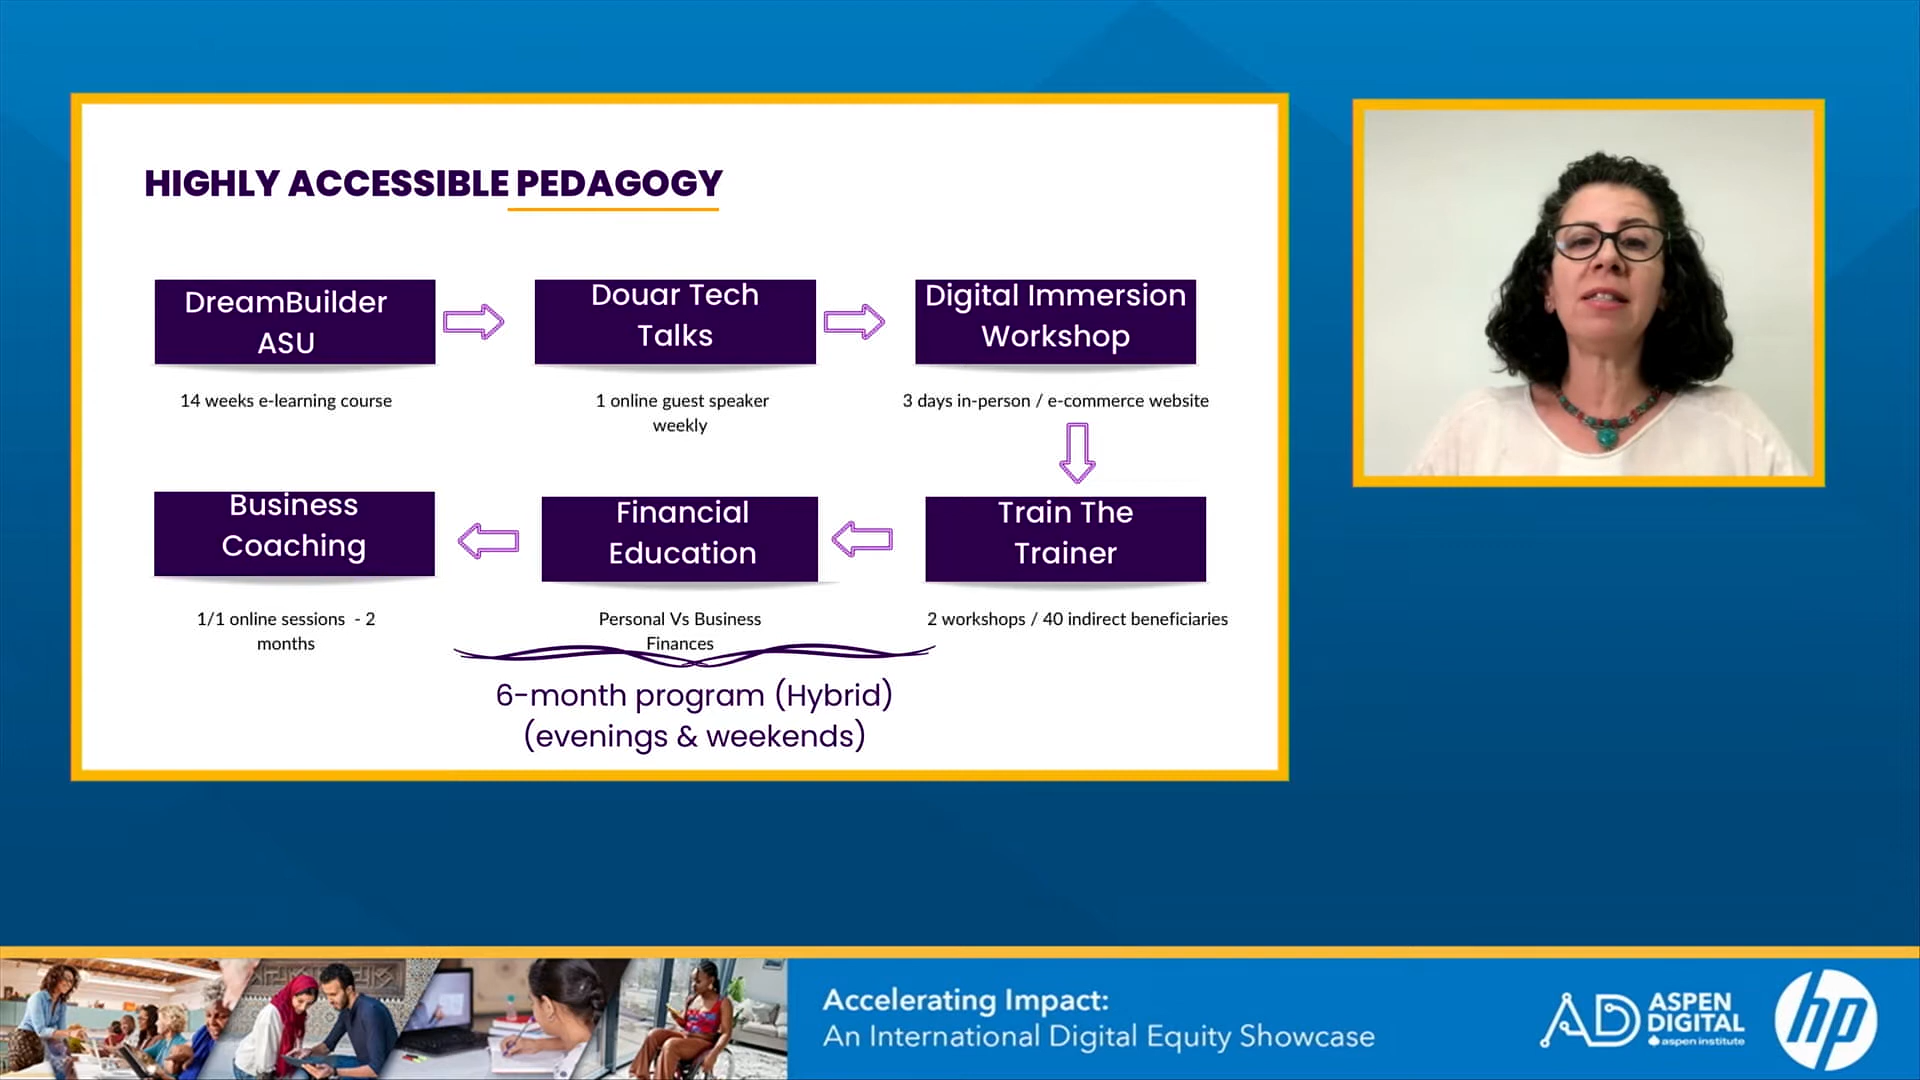 HIGHLY ACCESSIBLE PEDAGOGY
DreamBuilder
ASU
14 weeks e-learning course
Douar Tech
Talks
1 online guest speaker
weekly
Digital Immersion
Workshop
3 days in-person / e-commerce website
Business
Coaching
1/1 online sessions - 2
months
Financial
Education
Personal Vs Business
Finances
Train The
Trainer
2 workshops / 40 indirect beneficiaries
6-month program (Hybrid)
(evenings & weekends)
Accelerating Impact:
An International Digital Equity Showcase
AD
ASPEN
DIGITAL
aspen institute
hp